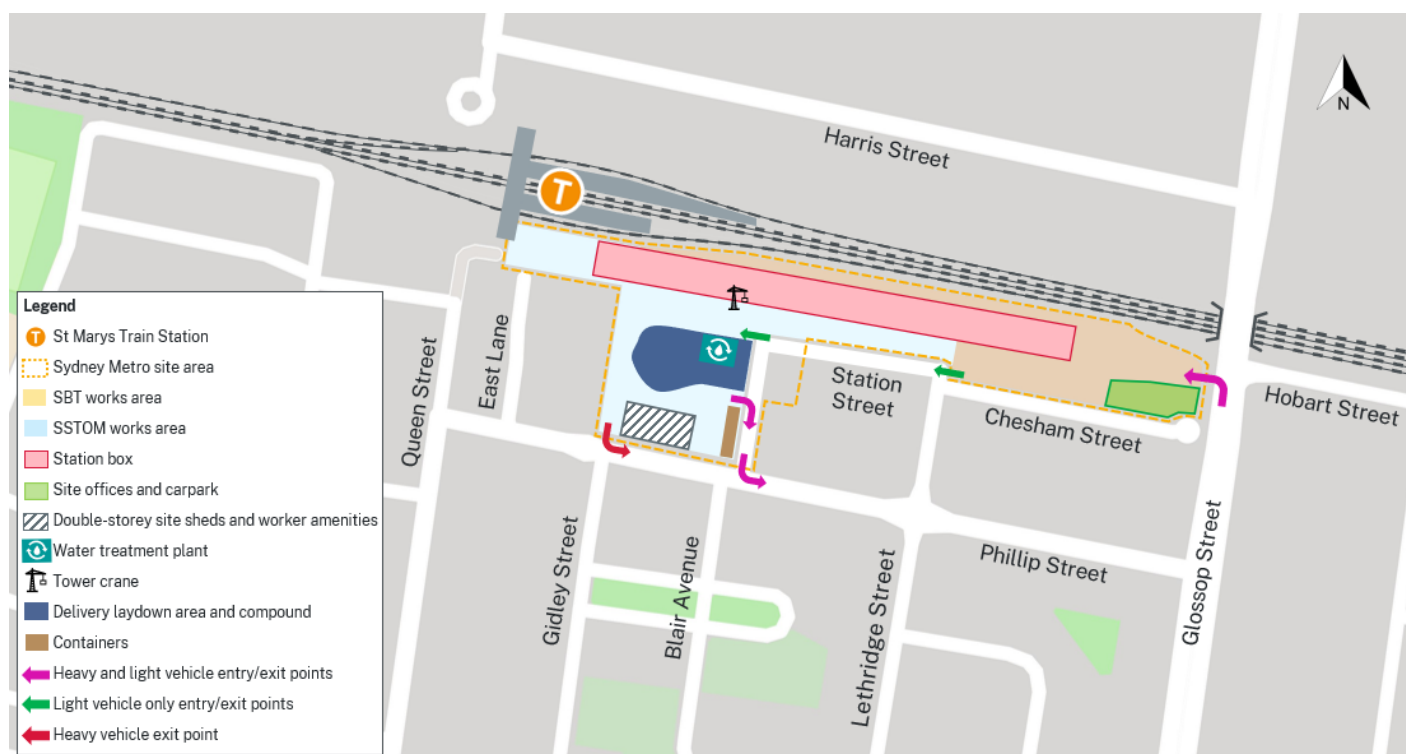 Harris Street
N
T
Legend
T St Marys Train Station
Sydney Metro site area
SBT works area
SSTOM works area
Station box
Site offices and carpark
Double-storey site sheds and worker amenities
Water treatment plant
Tower crane
Delivery laydown area and compound
Containers
Heavy and light vehicle entry/exit points
Light vehicle only entry/exit points
Heavy vehicle exit point
Queen Street
East Lane
Station
Street
Chesham Street
Hobart Street
Gidley Street
Blair Avenue
Lethridge Street
Phillip Street
Glossop Street